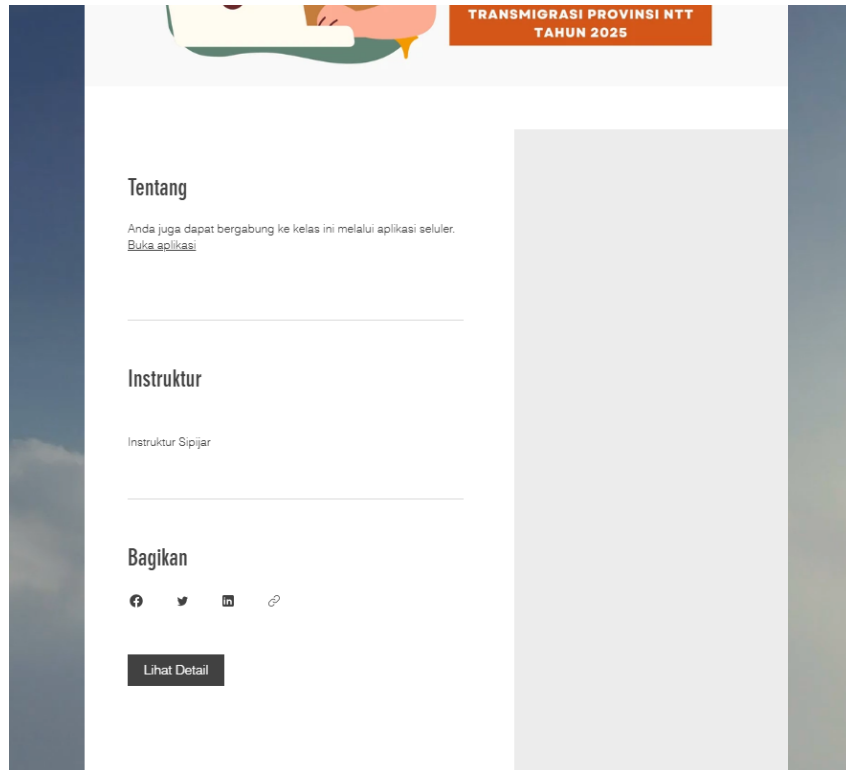 TRANSMIGRASI PROVINSI NTT
TAHUN 2025
Tentang
Anda juga dapat bergabung ke kelas ini melalui aplikasi seluler.
Buka aplikasi
Instruktur
Instruktur Sipijar
Bagikan
Lihat Detail